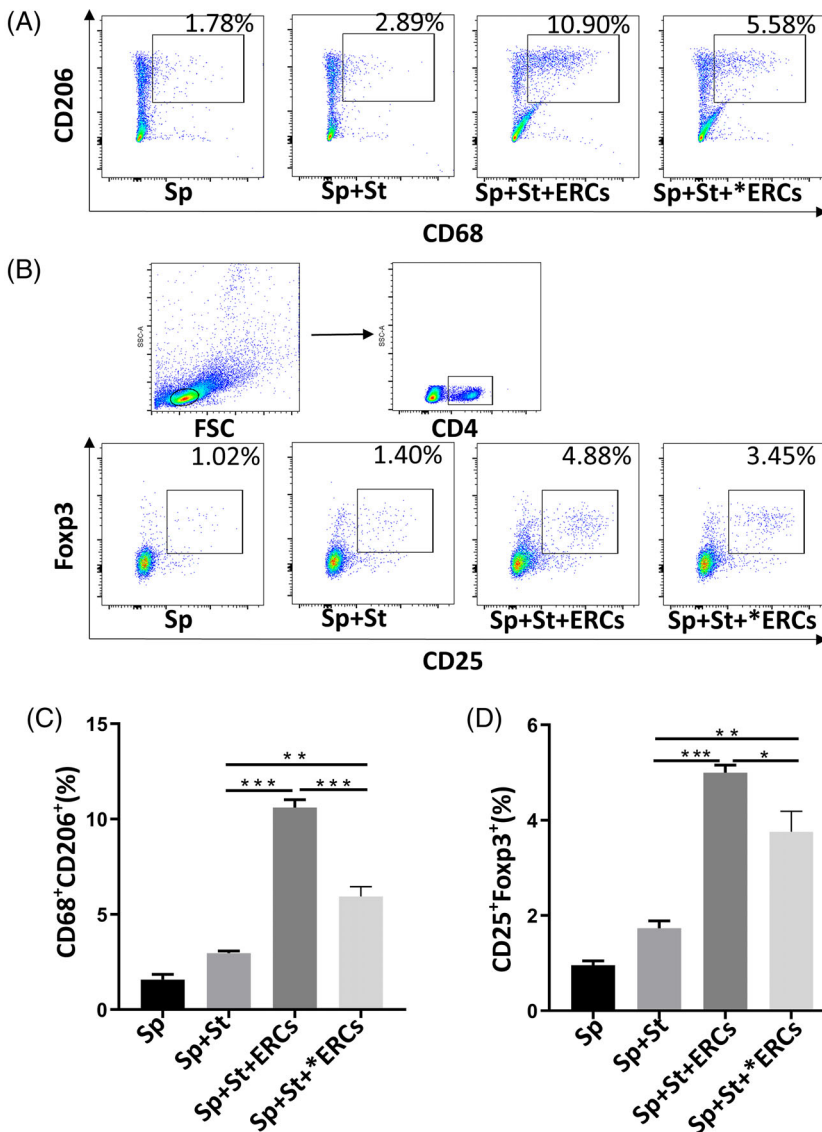 (A)
1.78%
2.89%
10.90%
5.58%
CD206
Sp
Sp+St
Sp+St+ERCs
Sp+St+*ERCs
CD68
(B)
SSC-A
SSC-A
FSC
CD4
1.02%
1.40%
4.88%
3.45%
Foxp3
Sp
Sp+St
Sp+St+ERCs
Sp+St+*ERCs
CD25
(C)
CD68⁺CD206⁺(%)
15
10
5
0
**
***
***
Sp
Sp+St
Sp+St+ERCs
Sp+St+*ERCs
(D)
CD25⁺Foxp3⁺(%)
6
4
2
0
**
***
*
Sp
Sp+St
Sp+St+ERCs
Sp+St+*ERCs